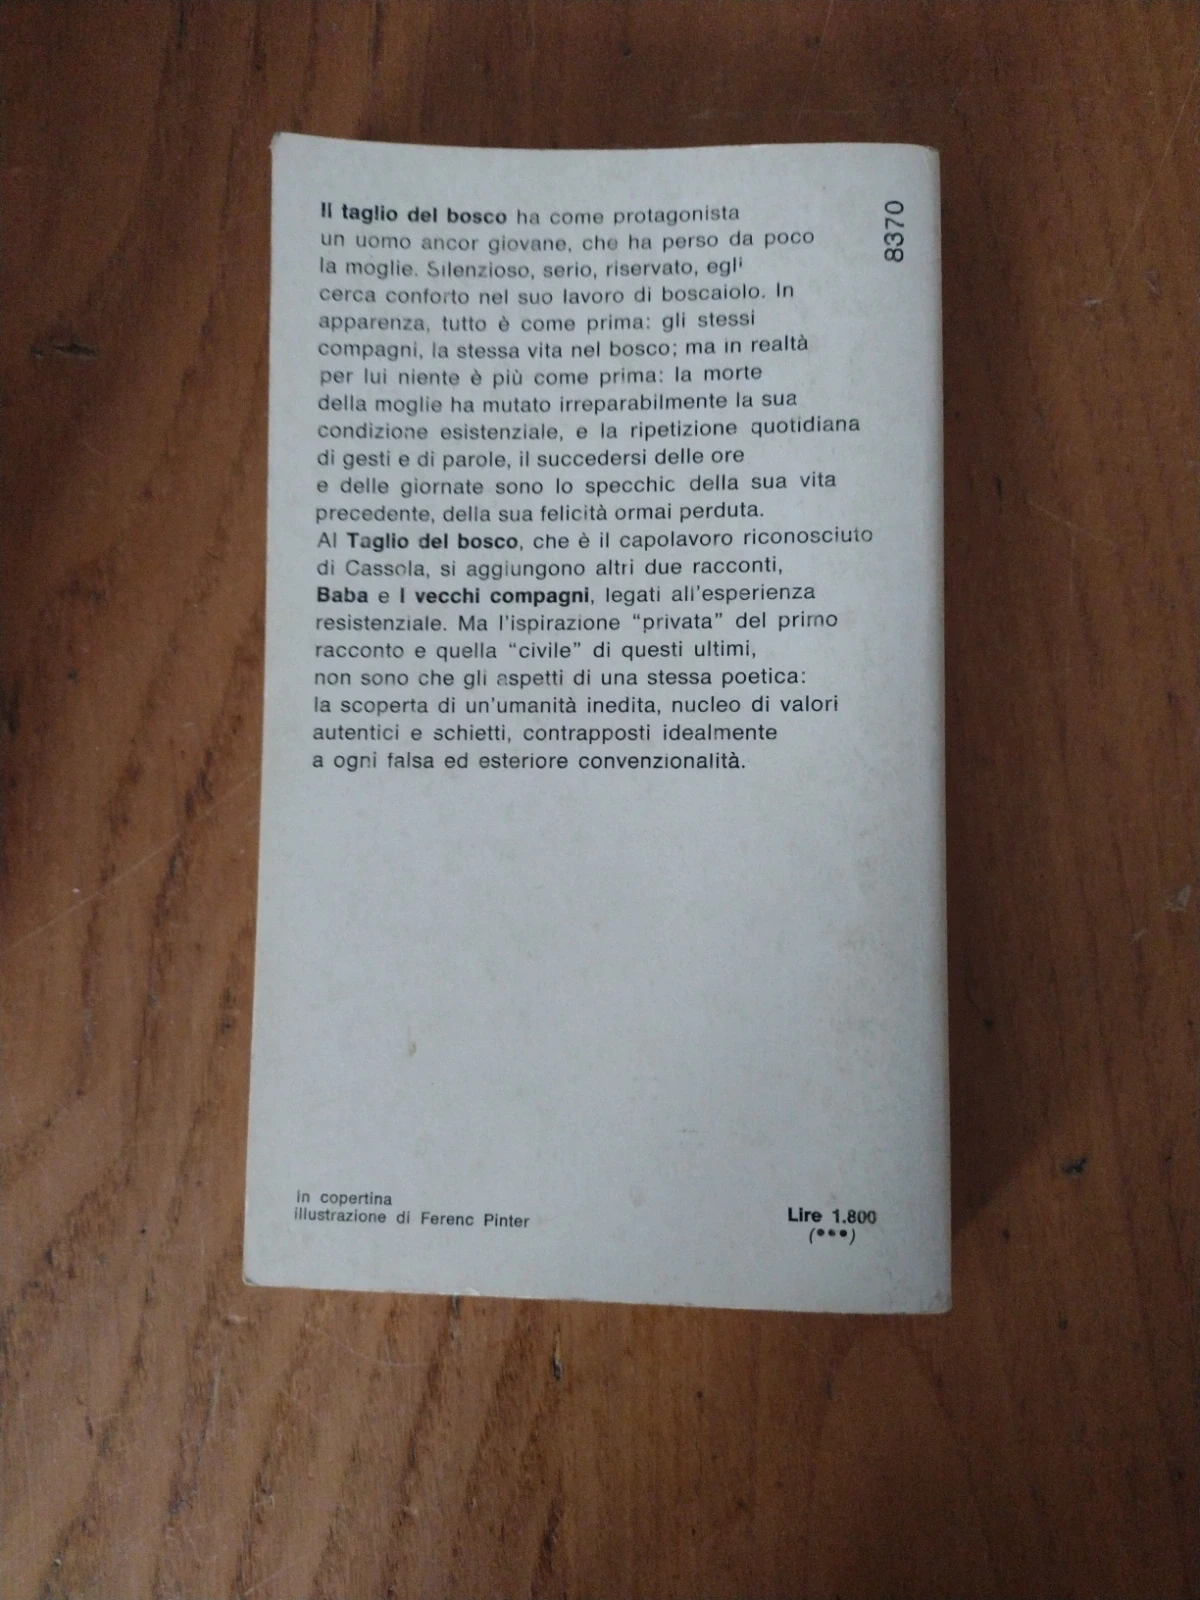 Il taglio del bosco ha come protagonista
un uomo ancor giovane, che ha perso da poco
la moglie. Silenzioso, serio, riservato, egli
cerca conforto nel suo lavoro di boscaiolo. In
apparenza, tutto è come prima: gli stessi
compagni, la stessa vita nel bosco; ma in realtà
per lui niente è più come prima: la morte
della moglie ha mutato irreparabilmente la sua
condizione esistenziale, e la ripetizione quotidiana
di gesti e di parole, il succedersi delle ore
e delle giornate sono lo specchic della sua vita
precedente, della sua felicità ormai perduta.
Al Taglio del bosco, che è il capolavoro riconosciuto
di Cassola, si aggiungono altri due racconti,
Baba e I vecchi compagni, legati all'esperienza
resistenziale. Ma l'ispirazione "privata" del primo
racconto e quella "civile" di questi ultimi,
non sono che gli aspetti di una stessa poetica:
la scoperta di un'umanità inedita, nucleo di valori
autentici e schietti, contrapposti idealmente
a ogni falsa ed esteriore convenzionalità.
8370
in copertina
illustrazione di Ferenc Pinter
Lire 1.800
(•••)